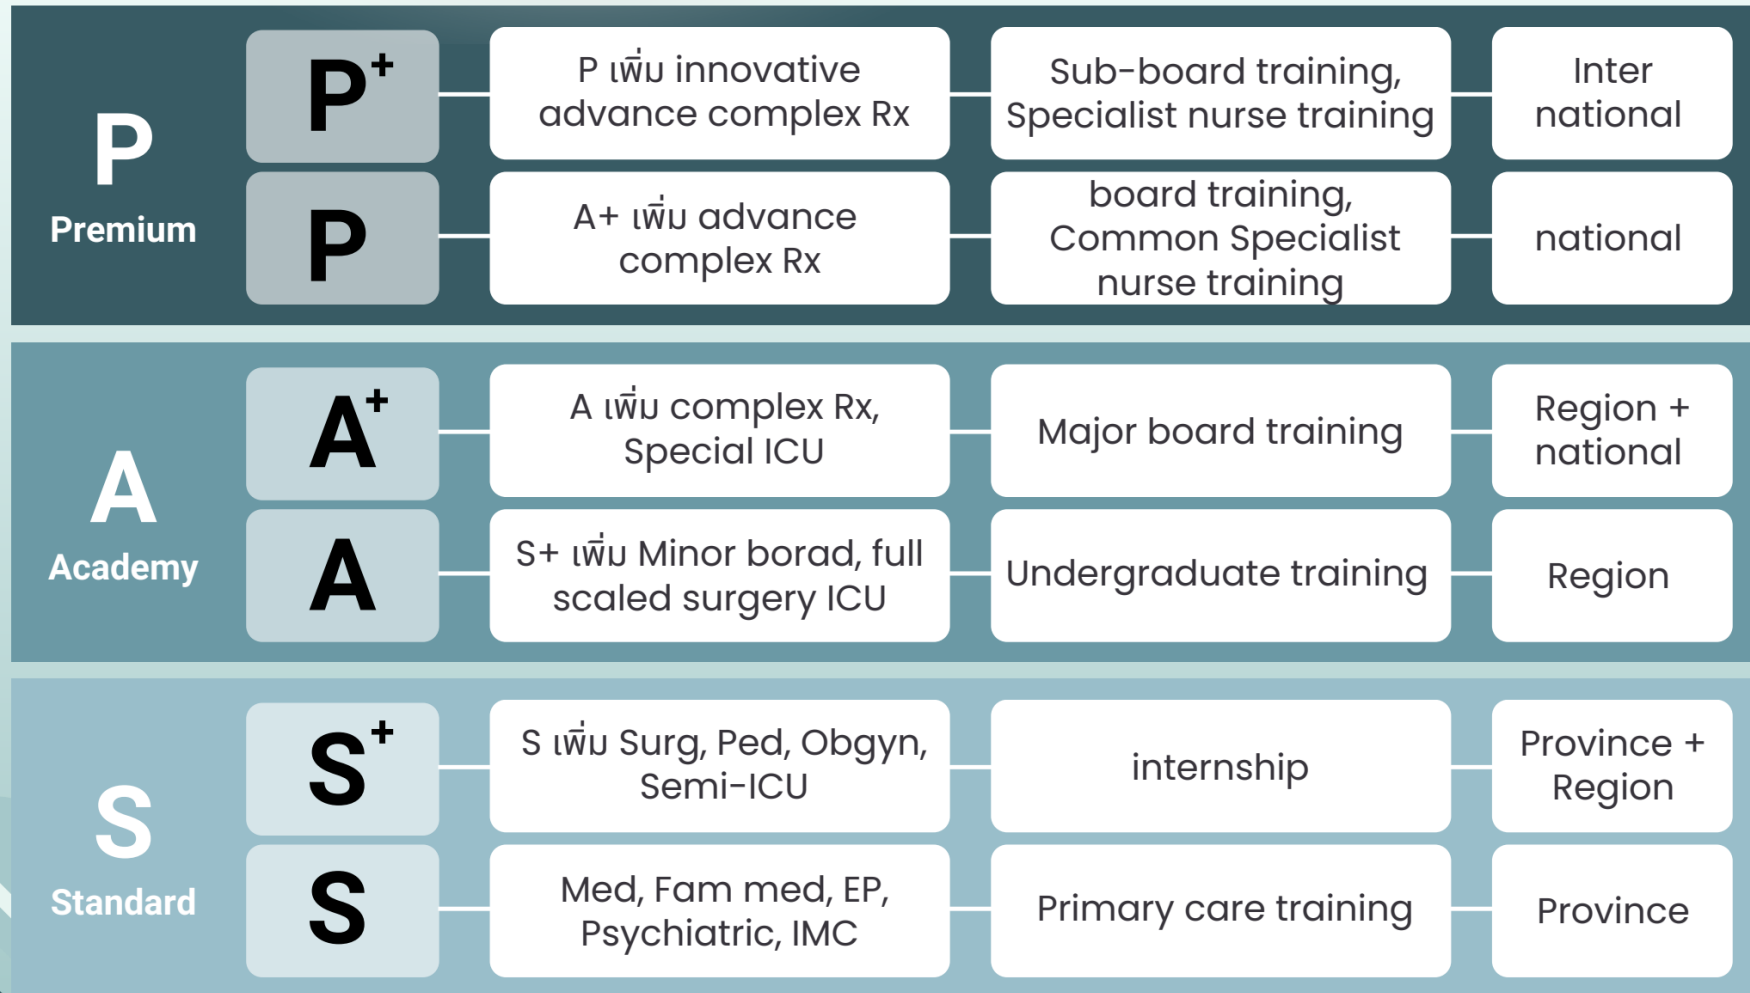 P
Premium
P+
P เพิ่ม innovative
advance complex Rx
Sub-board training,
Specialist nurse training
Inter
national
P
A+ เพิ่ม advance
complex Rx
board training,
Common Specialist
nurse training
national
A
Academy
A+
A เพิ่ม complex Rx,
Special ICU
Major board training
Region +
national
A
S+ เพิ่ม Minor borad, full
scaled surgery ICU
Undergraduate training
Region
S
Standard
S+
S เพิ่ม Surg, Ped, Obgyn,
Semi-ICU
internship
Province +
Region
S
Med, Fam med, EP,
Psychiatric, IMC
Primary care training
Province